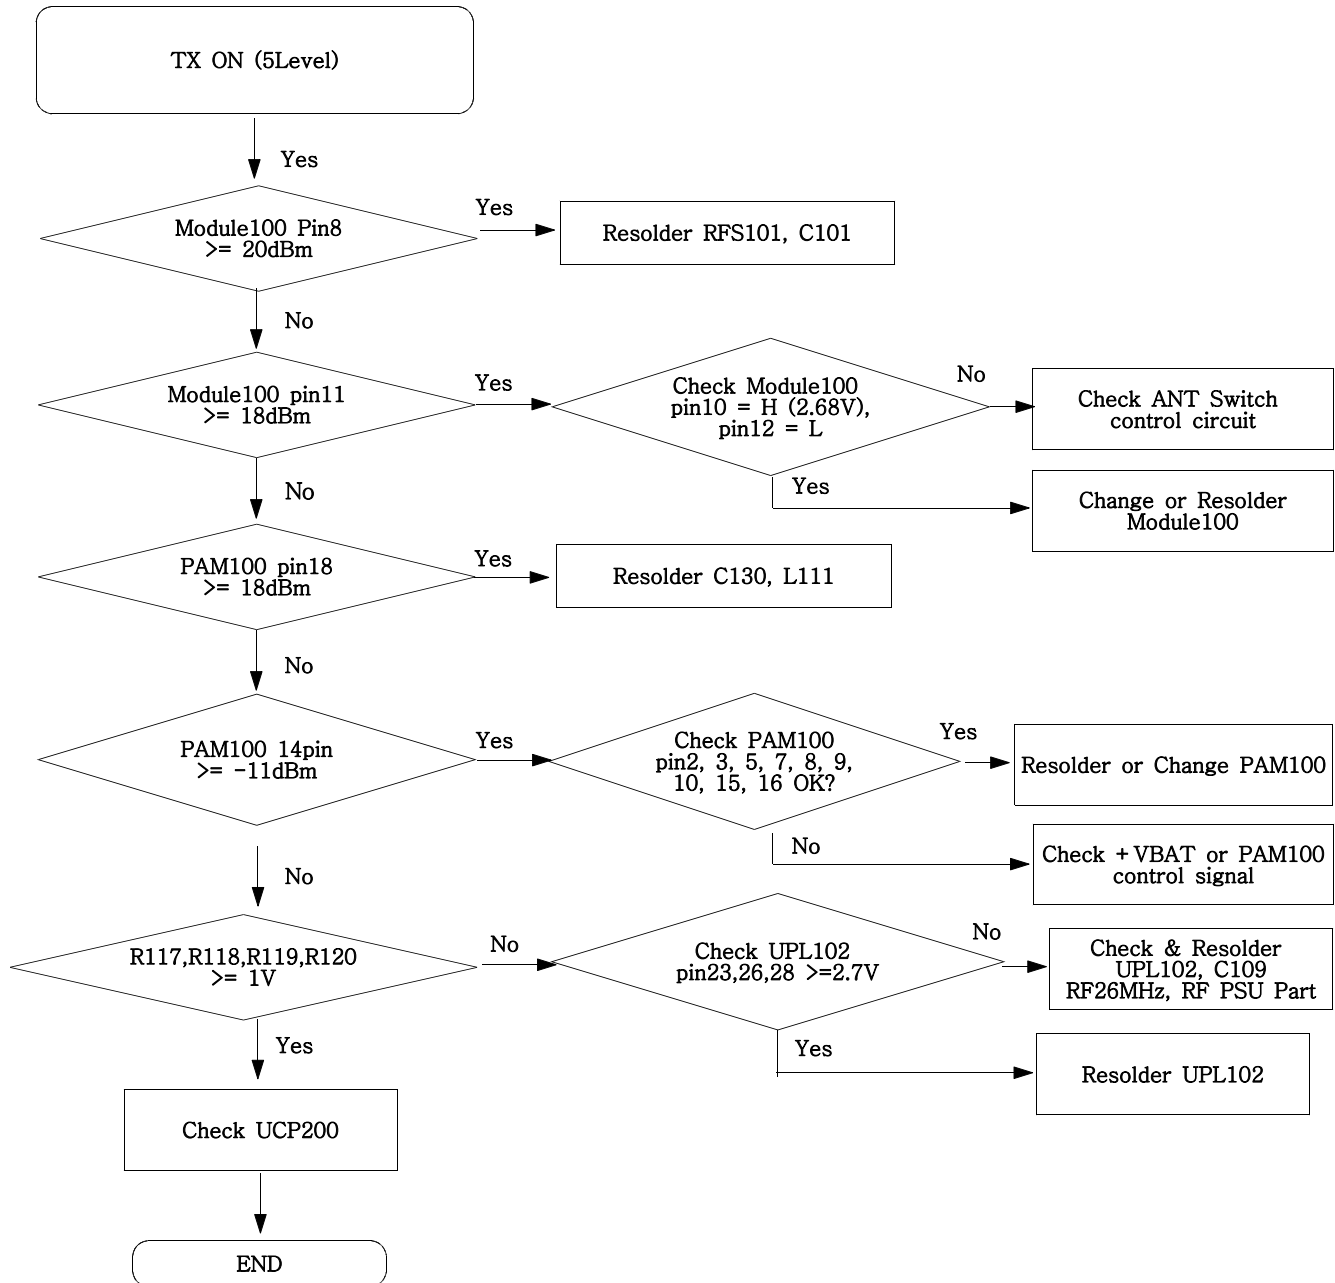 TX ON (5Level)
Yes
Module100 Pin8
>= 20dBm
Yes
Resolder RFS101, C101
No
Module100 pin11
>= 18dBm
Yes
Check Module100
pin10 = H (2.68V),
pin12 = L
No
Check ANT Switch
control circuit
Yes
Change or Resolder
Module100
No
PAM100 pin18
>= 18dBm
Yes
Resolder C130, L111
No
PAM100 14pin
>= -11dBm
Yes
Check PAM100
pin2, 3, 5, 7, 8, 9,
10, 15, 16 OK?
Yes
Resolder or Change PAM100
No
Check +VBAT or PAM100
control signal
No
R117,R118,R119,R120
>= 1V
No
Check UPL102
pin23,26,28 >=2.7V
No
Check & Resolder
UPL102, C109
RF26MHz, RF PSU Part
Yes
Resolder UPL102
Yes
Check UCP200
END